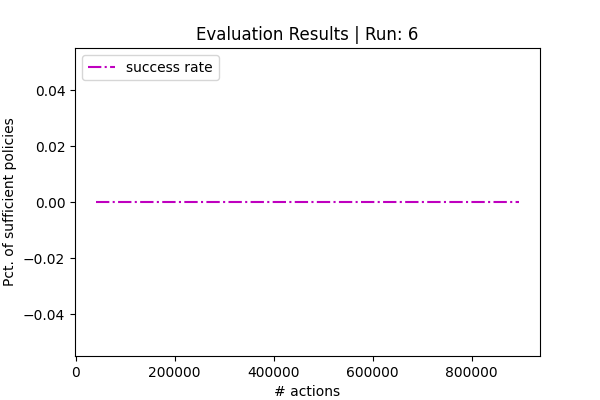 Evaluation Results | Run: 6
success rate
Pct. of sufficient policies
0.04
0.02
0.00
−0.02
−0.04
0
200000
400000
600000
800000
# actions